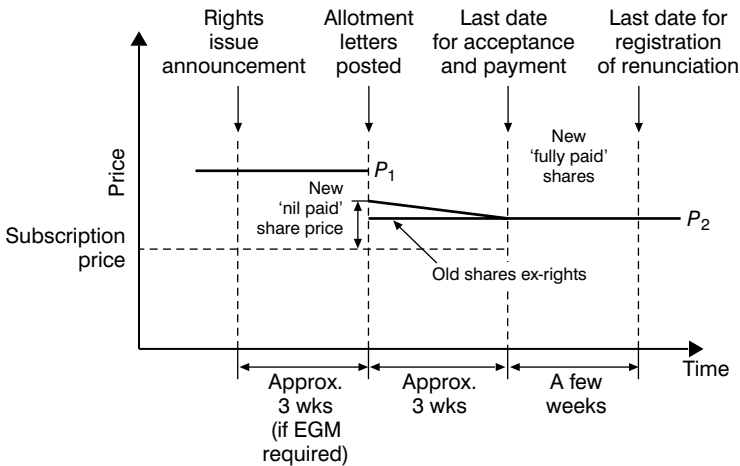 Rights
issue
announcement
Allotment
letters
posted
Last date
for acceptance
and payment
Last date for
registration
of renunciation
Price
P1
New
'nil paid'
share price
New
'fully paid'
shares
P2
Subscription
price
Old shares ex-rights
Time
Approx.
3 wks
(if EGM
required)
Approx.
3 wks
A few
weeks